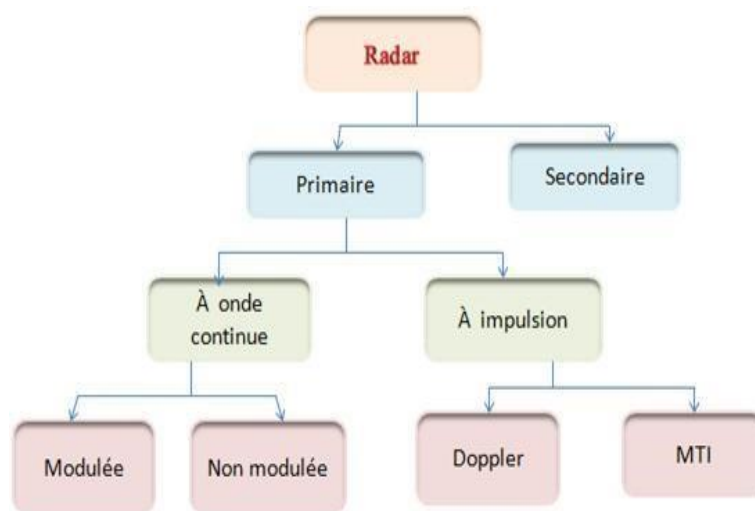 Radar
Primaire
Secondaire
À onde
continue
À impulsion
Modulée
Non modulée
Doppler
MTI